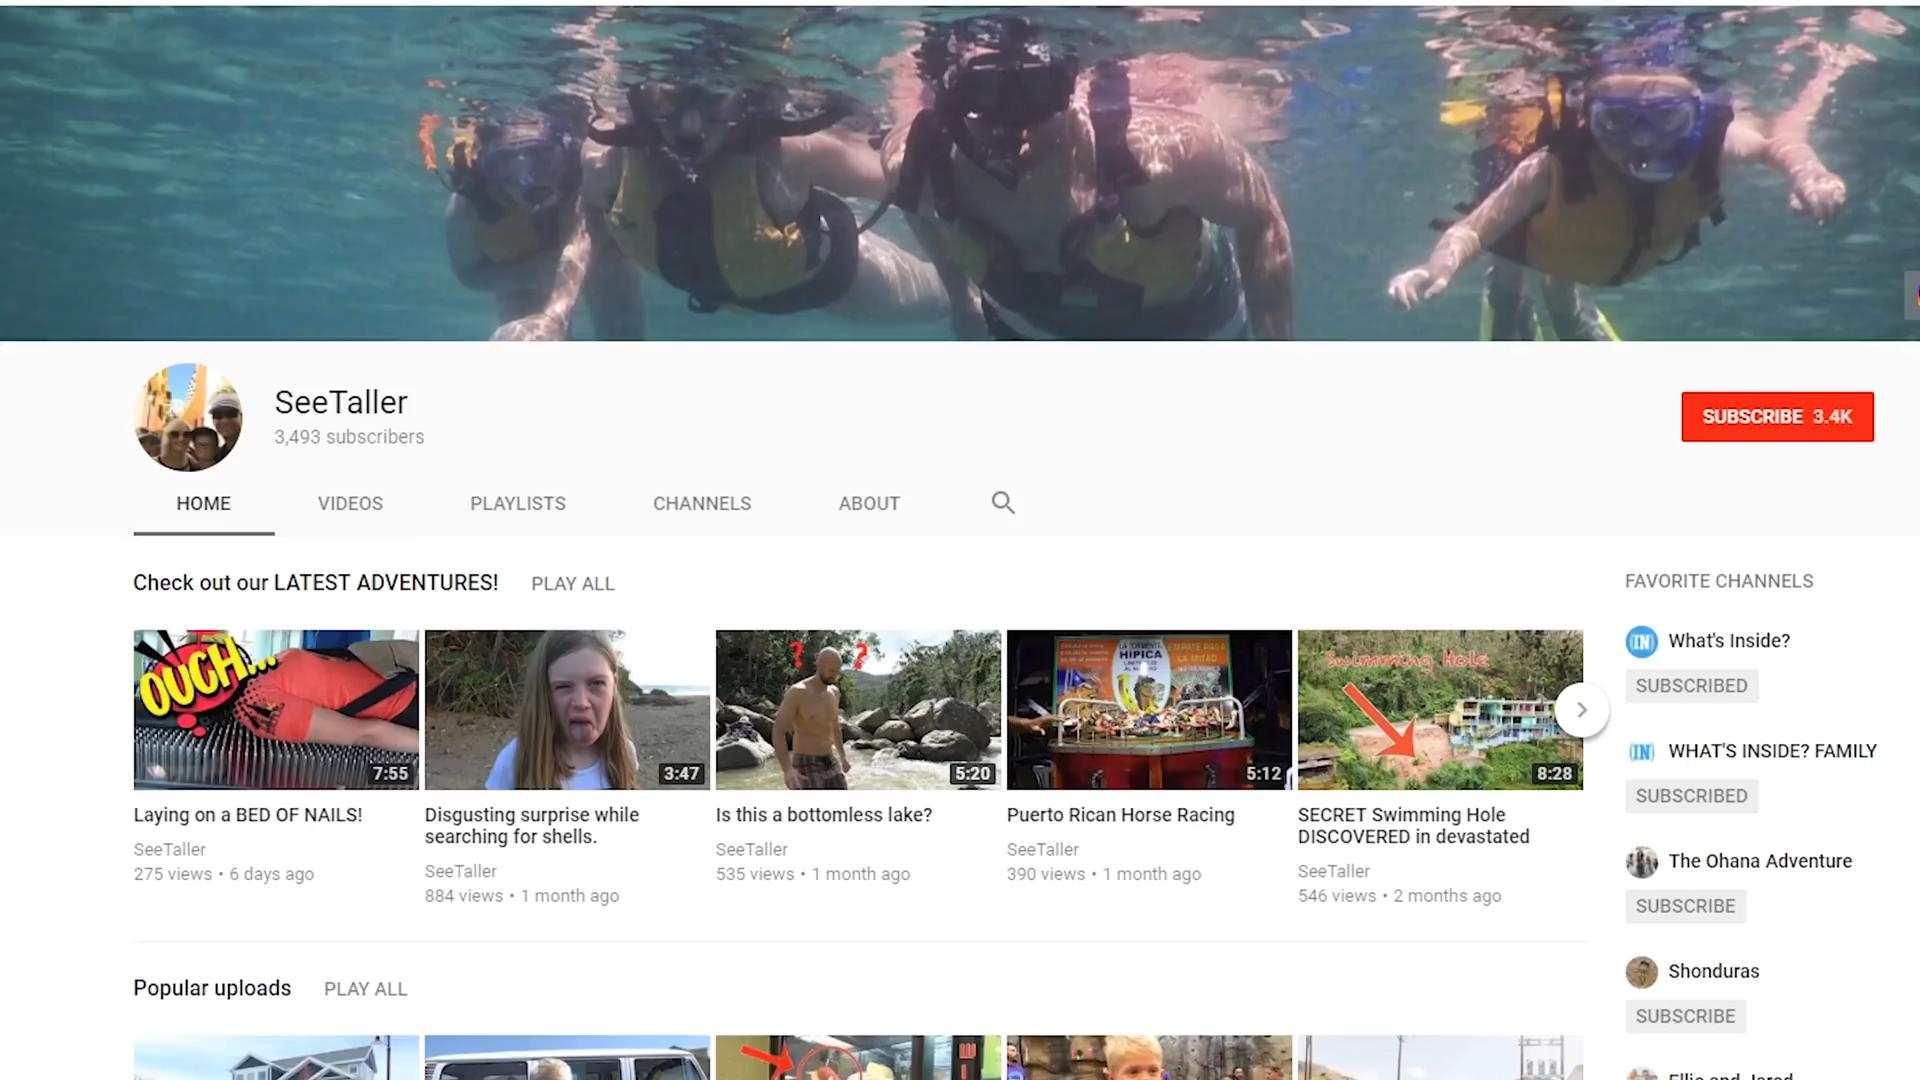 SeeTaller
3,493 subscribers
SUBSCRIBE 3.4K
HOME
VIDEOS
PLAYLISTS
CHANNELS
ABOUT
Check out our LATEST ADVENTURES!
PLAY ALL
OUCH...
7:55
Laying on a BED OF NAILS!
SeeTaller
275 views • 6 days ago
3:47
Disgusting surprise while
searching for shells.
SeeTaller
884 views • 1 month ago
? ?
5:20
Is this a bottomless lake?
SeeTaller
535 views • 1 month ago
HIPICA
5:12
Puerto Rican Horse Racing
SeeTaller
390 views • 1 month ago
Swimming Hole
8:28
SECRET Swimming Hole
DISCOVERED in devastated
SeeTaller
546 views • 2 months ago
Popular uploads
PLAY ALL
FAVORITE CHANNELS
IN
What's Inside?
SUBSCRIBED
IN
WHAT'S INSIDE? FAMILY
SUBSCRIBED
The Ohana Adventure
SUBSCRIBE
Shonduras
SUBSCRIBE
Ellie and Jared